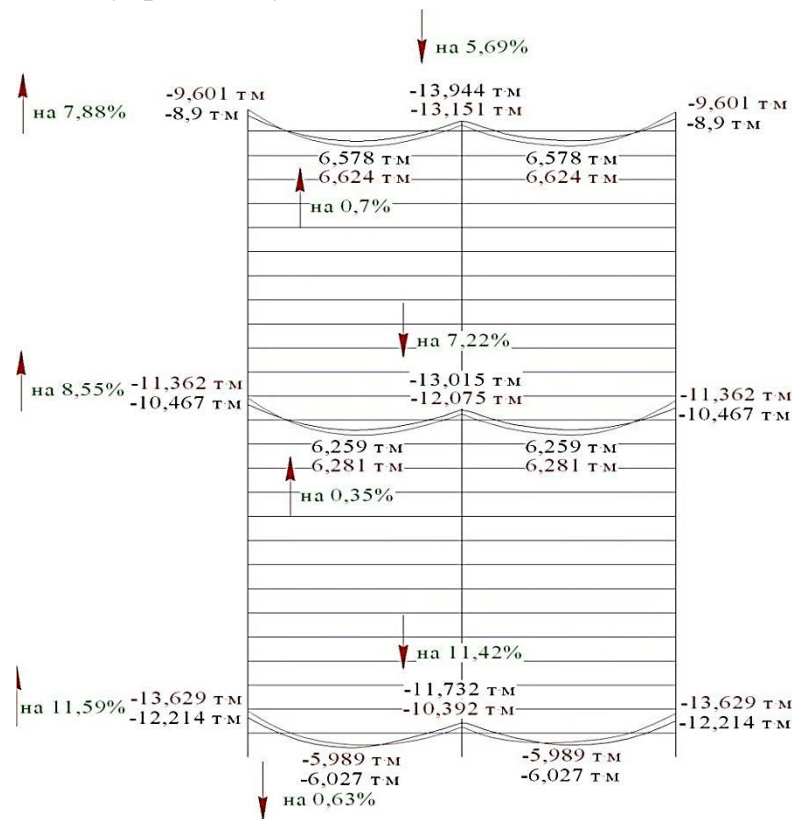 на 5,69%
-13,944 т·м
-13,151 т·м
на 7,88%
-9,601 т·м
-8,9 т·м
-9,601 т·м
-8,9 т·м
6,578 т·м
6,624 т·м
6,578 т·м
6,624 т·м
на 0,7%
на 7,22%
-13,015 т·м
-12,075 т·м
на 8,55%
-11,362 т·м
-10,467 т·м
-11,362 т·м
-10,467 т·м
6,259 т·м
6,281 т·м
6,259 т·м
6,281 т·м
на 0,35%
на 11,42%
-11,732 т·м
-10,392 т·м
на 11,59%
-13,629 т·м
-12,214 т·м
-13,629 т·м
-12,214 т·м
-5,989 т·м
-6,027 т·м
-5,989 т·м
-6,027 т·м
на 0,63%